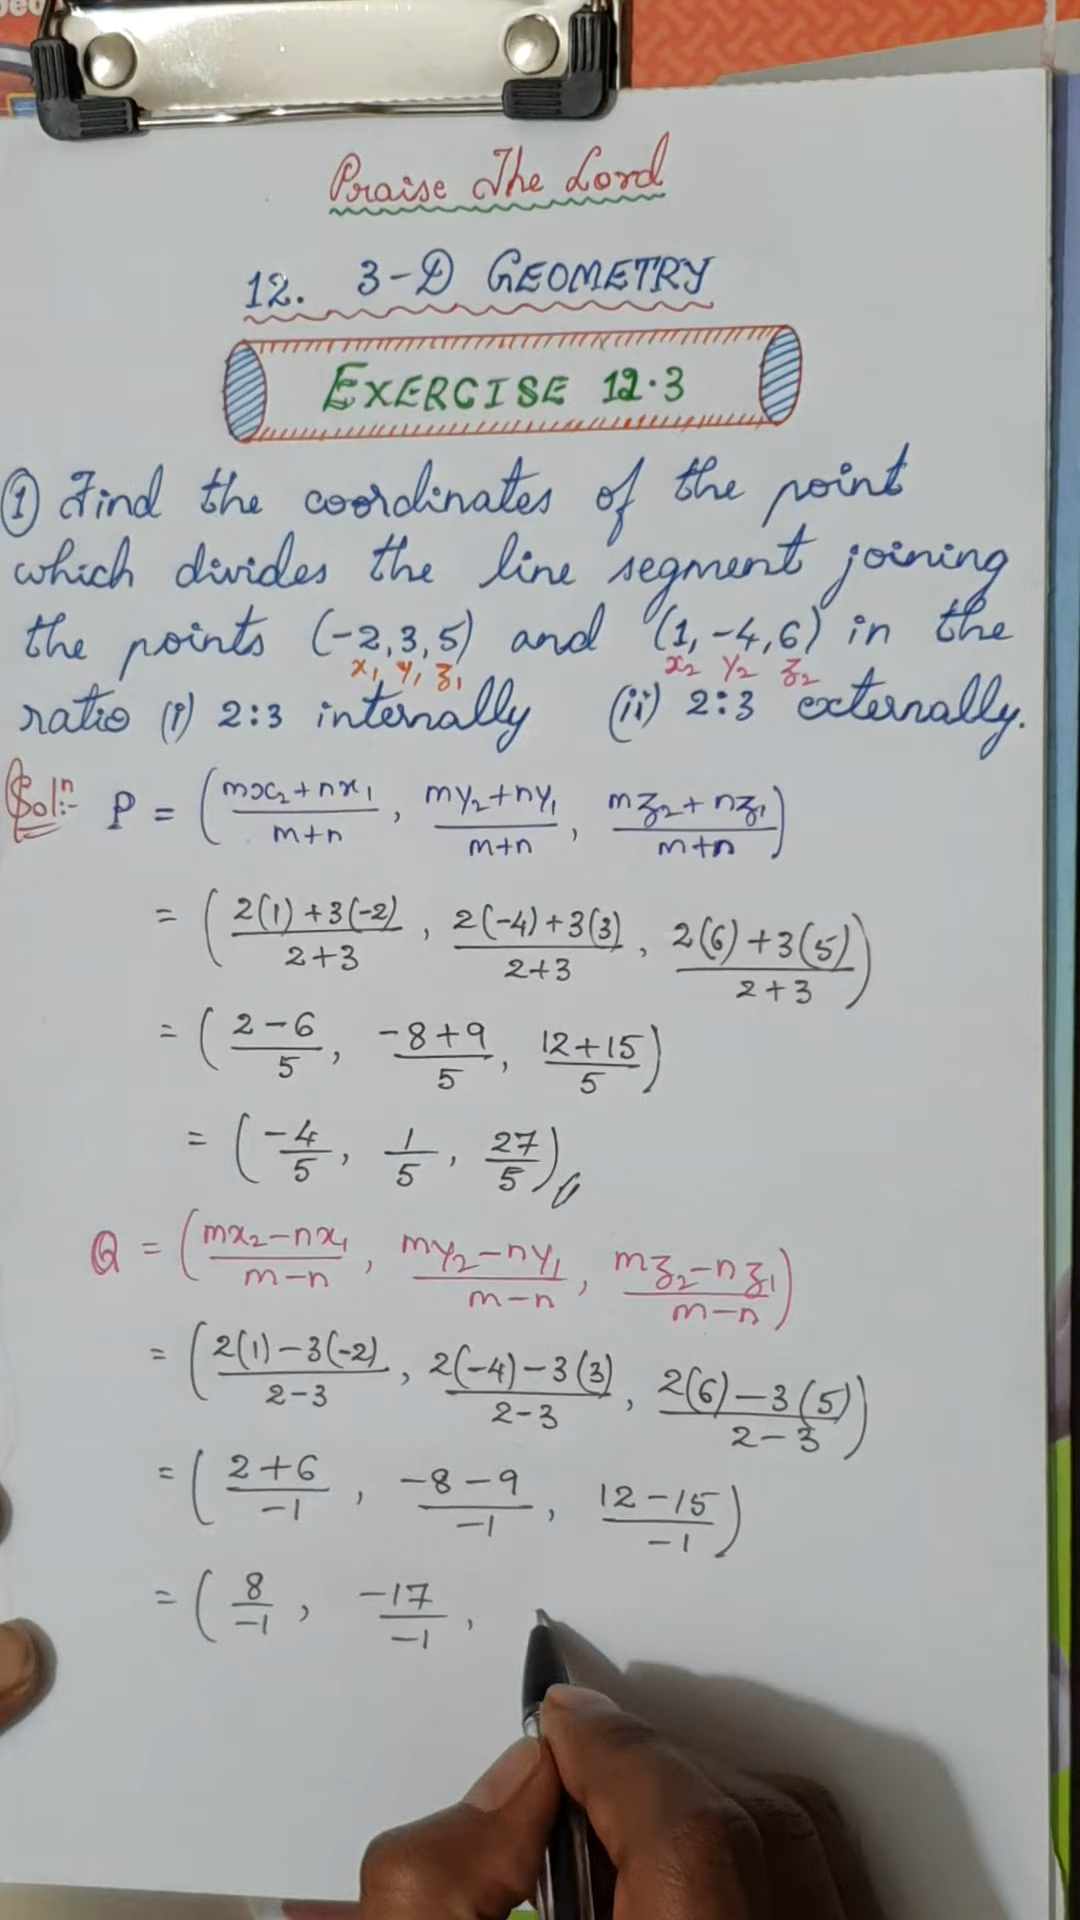 Praise The Lord
12. 3-D GEOMETRY
EXERCISE 12.3
① Find the coordinates of the point
which divides the line segment joining
the points (-2,3,5) and (1,-4,6) in the
x₁ y₁ z₁ x₂ y₂ z₂
ratio (i) 2:3 internally (ii) 2:3 externally.
Solⁿ:- P = ( (mx₂+nx₁)/(m+n) , (my₂+ny₁)/(m+n) , (mz₂+nz₁)/(m+n) )
= ( (2(1)+3(-2))/(2+3) , (2(-4)+3(3))/(2+3) , (2(6)+3(5))/(2+3) )
= ( (2-6)/5 , (-8+9)/5 , (12+15)/5 )
= ( -4/5 , 1/5 , 27/5 )
Q = ( (mx₂-nx₁)/(m-n) , (my₂-ny₁)/(m-n) , (mz₂-nz₁)/(m-n) )
= ( (2(1)-3(-2))/(2-3) , (2(-4)-3(3))/(2-3) , (2(6)-3(5))/(2-3) )
= ( (2+6)/-1 , (-8-9)/-1 , (12-15)/-1 )
= ( 8/-1 , -17/-1 ,